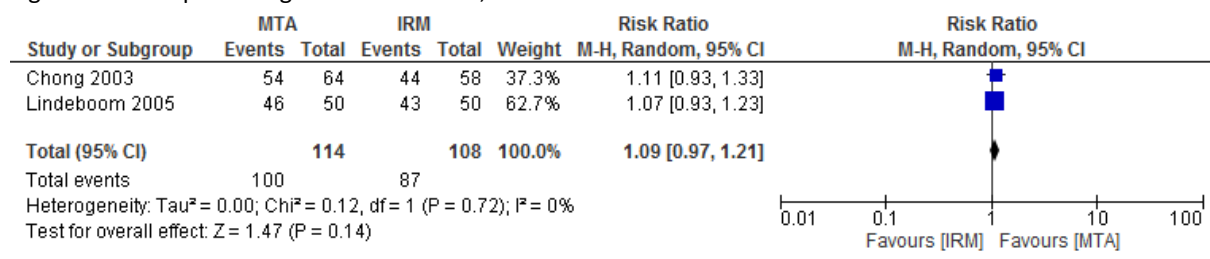 MTA IRM Risk Ratio Risk Ratio
Study or Subgroup Events Total Events Total Weight M-H, Random, 95% CI M-H, Random, 95% CI
Chong 2003 54 64 44 58 37.3% 1.11 [0.93, 1.33]
Lindeboom 2005 46 50 43 50 62.7% 1.07 [0.93, 1.23]
Total (95% CI) 114 108 100.0% 1.09 [0.97, 1.21]
Total events 100 87
Heterogeneity: Tau² = 0.00; Chi² = 0.12, df = 1 (P = 0.72); I² = 0%
Test for overall effect: Z = 1.47 (P = 0.14)
0.01 0.1 1 10 100
Favours [IRM] Favours [MTA]